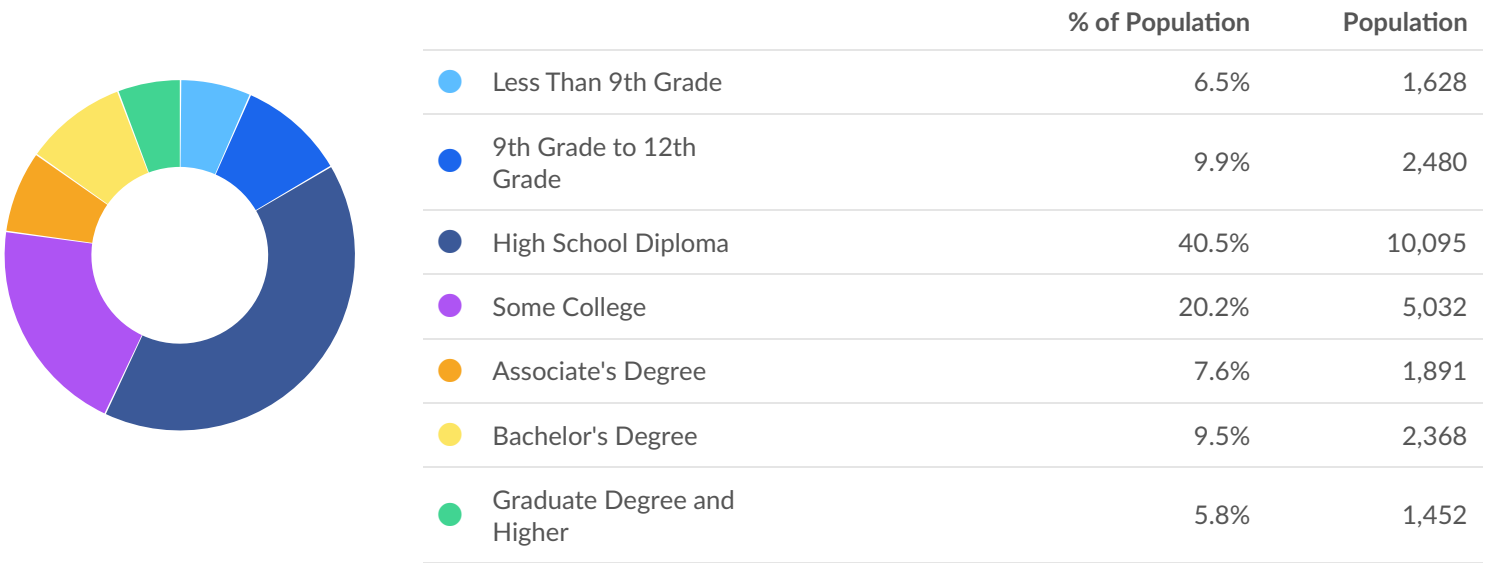 % of Population Population
Less Than 9th Grade 6.5% 1,628
9th Grade to 12th
Grade 9.9% 2,480
High School Diploma 40.5% 10,095
Some College 20.2% 5,032
Associate's Degree 7.6% 1,891
Bachelor's Degree 9.5% 2,368
Graduate Degree and
Higher 5.8% 1,452